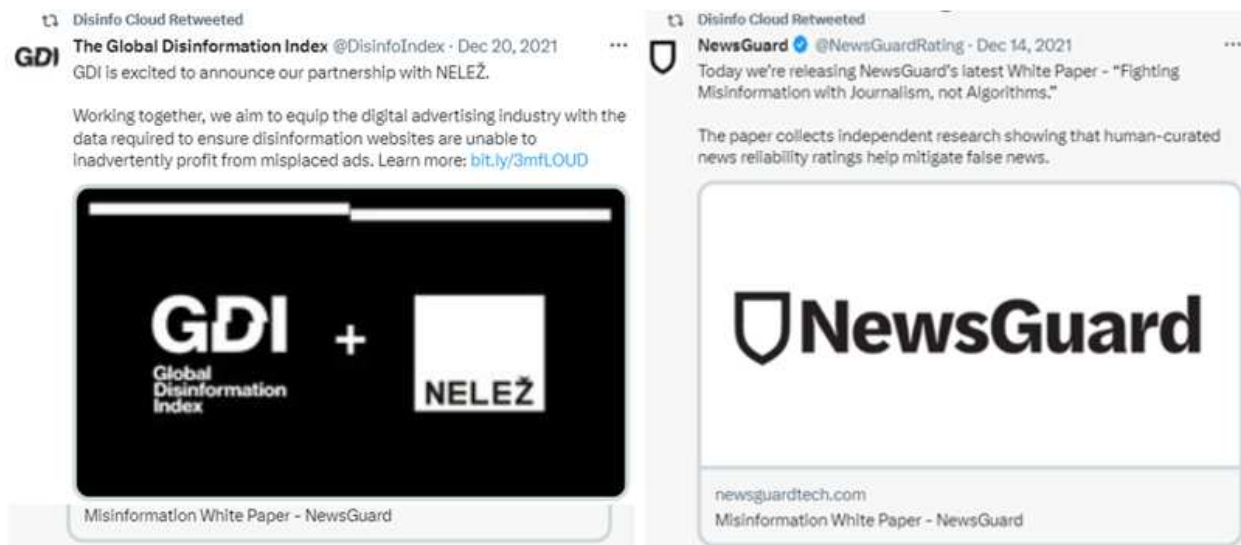 Disinfo Cloud Retweeted
GDI
The Global Disinformation Index @DisinfoIndex · Dec 20, 2021 ...
GDI is excited to announce our partnership with NELEŽ.
Working together, we aim to equip the digital advertising industry with the
data required to ensure disinformation websites are unable to
inadvertently profit from misplaced ads. Learn more: bit.ly/3mfLOUD
GDI + NELEŽ
Global
Disinformation
Index
Misinformation White Paper - NewsGuard
Disinfo Cloud Retweeted
NewsGuard @NewsGuardRating · Dec 14, 2021 ...
Today we're releasing NewsGuard's latest White Paper - "Fighting
Misinformation with Journalism, not Algorithms."
The paper collects independent research showing that human-curated
news reliability ratings help mitigate false news.
NewsGuard
newsguardtech.com
Misinformation White Paper - NewsGuard